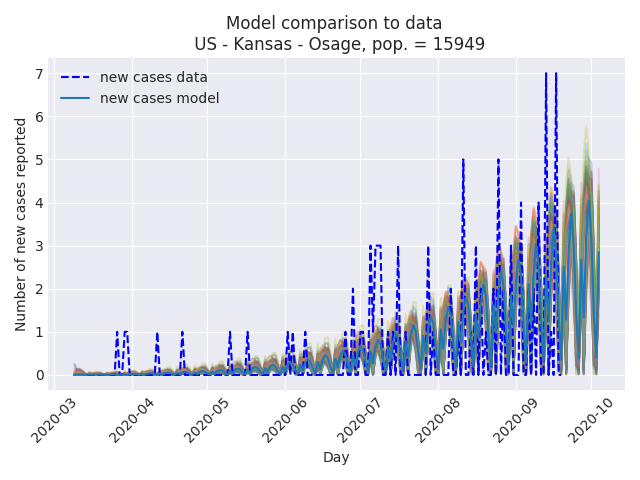 Model comparison to data
US - Kansas - Osage, pop. = 15949
new cases data
new cases model
Number of new cases reported
7
6
5
4
3
2
1
0
2020-03
2020-04
2020-05
2020-06
2020-07
2020-08
2020-09
2020-10
Day